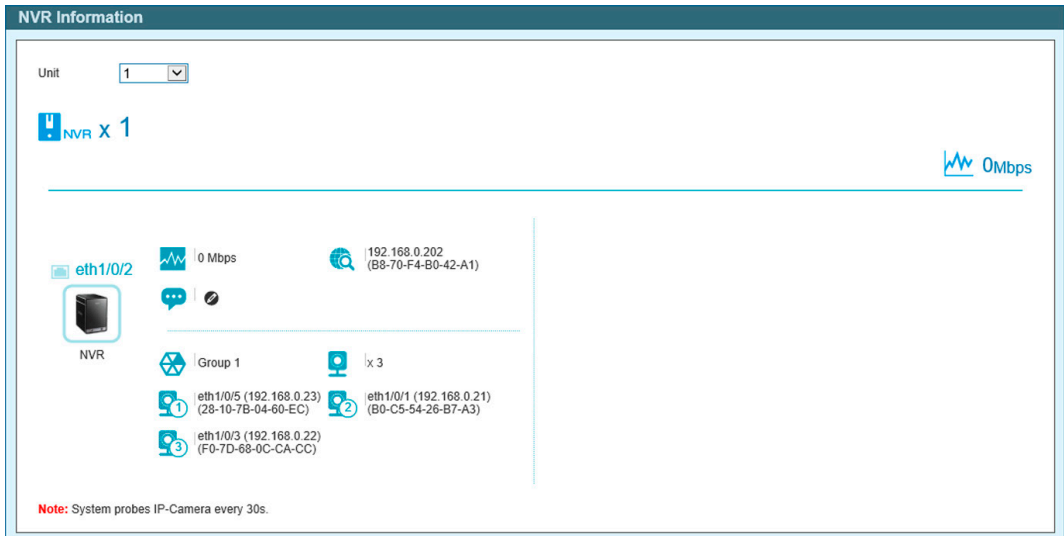 NVR Information
Unit 1
NVR x 1
0Mbps
eth1/0/2
NVR
0 Mbps
192.168.0.202
(B8-70-F4-B0-42-A1)
Group 1
x 3
1
eth1/0/5 (192.168.0.23)
(28-10-7B-04-60-EC)
2
eth1/0/1 (192.168.0.21)
(B0-C5-54-26-B7-A3)
3
eth1/0/3 (192.168.0.22)
(F0-7D-68-0C-CA-CC)
Note: System probes IP-Camera every 30s.